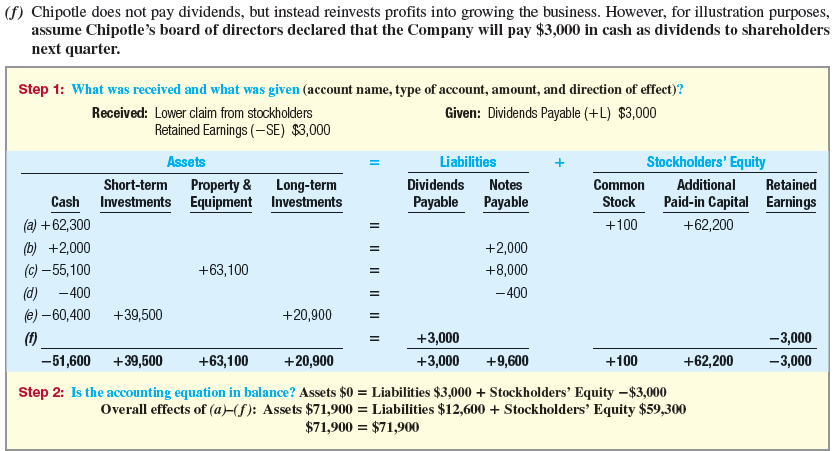 (f) Chipotle does not pay dividends, but instead reinvests profits into growing the business. However, for illustration purposes,
assume Chipotle's board of directors declared that the Company will pay $3,000 in cash as dividends to shareholders
next quarter.
Step 1: What was received and what was given (account name, type of account, amount, and direction of effect)?
Received: Lower claim from stockholders Given: Dividends Payable (+L) $3,000
Retained Earnings (−SE) $3,000
Assets = Liabilities + Stockholders' Equity
Short-term Property & Long-term Dividends Notes Common Additional Retained
Cash Investments Equipment Investments Payable Payable Stock Paid-in Capital Earnings
(a) +62,300 = +100 +62,200
(b) +2,000 = +2,000
(c) −55,100 +63,100 = +8,000
(d) −400 = −400
(e) −60,400 +39,500 +20,900 =
(f) = +3,000 −3,000
−51,600 +39,500 +63,100 +20,900 +3,000 +9,600 +100 +62,200 −3,000
Step 2: Is the accounting equation in balance? Assets $0 = Liabilities $3,000 + Stockholders' Equity −$3,000
Overall effects of (a)–(f): Assets $71,900 = Liabilities $12,600 + Stockholders' Equity $59,300
$71,900 = $71,900